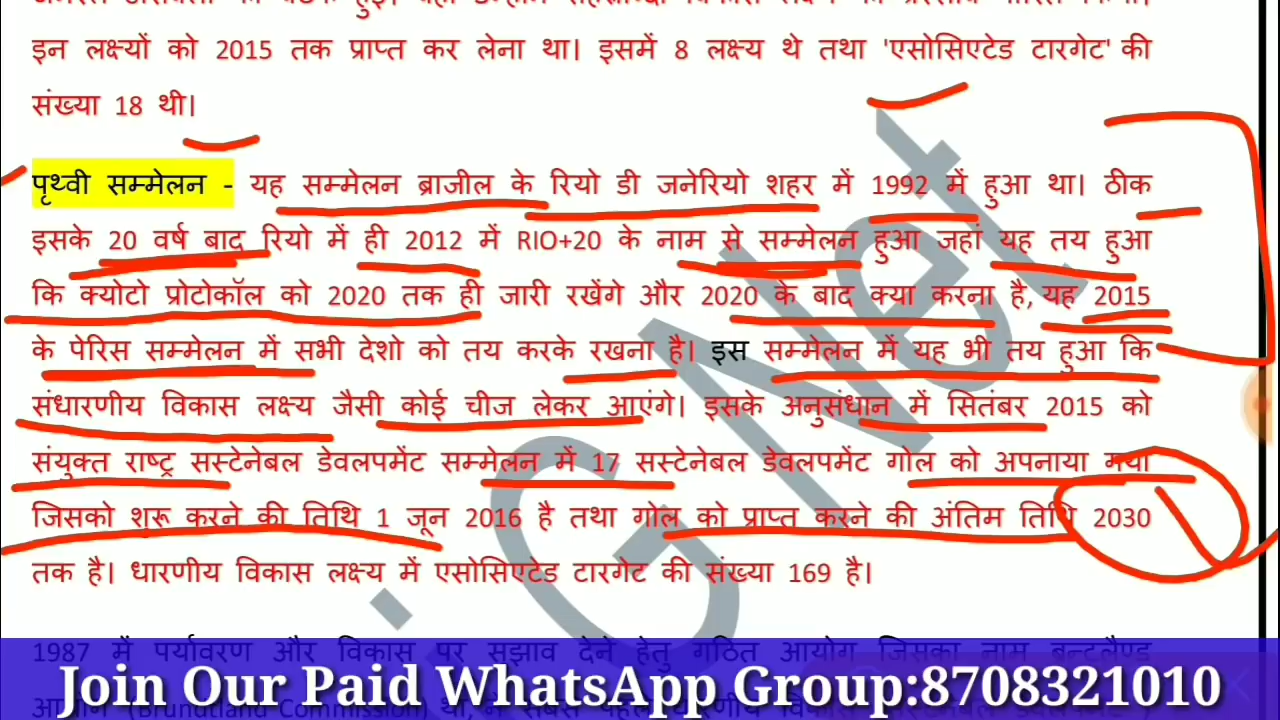 इन लक्ष्यों को 2015 तक प्राप्त कर लेना था। इसमें 8 लक्ष्य थे तथा 'एसोसिएटेड टारगेट' की
संख्या 18 थी।
पृथ्वी सम्मेलन - यह सम्मेलन ब्राजील के रियो डी जनेरियो शहर में 1992 में हुआ था। ठीक
इसके 20 वर्ष बाद रियो में ही 2012 में RIO+20 के नाम से सम्मेलन हुआ जहां यह तय हुआ
कि क्योटो प्रोटोकॉल को 2020 तक ही जारी रखेंगे और 2020 के बाद क्या करना है, यह 2015
के पेरिस सम्मेलन में सभी देशो को तय करके रखना है। इस सम्मेलन में यह भी तय हुआ कि
संधारणीय विकास लक्ष्य जैसी कोई चीज लेकर आएंगे। इसके अनुसंधान में सितंबर 2015 को
संयुक्त राष्ट्र सस्टेनेबल डेवलपमेंट सम्मेलन में 17 सस्टेनेबल डेवलपमेंट गोल को अपनाया गया
जिसको शुरू करने की तिथि 1 जून 2016 है तथा गोल को प्राप्त करने की अंतिम तिथि 2030
तक है। धारणीय विकास लक्ष्य में एसोसिएटेड टारगेट की संख्या 169 है।
1987 में पर्यावरण और विकास पर सुझाव देने हेतु गठित आयोग जिसका नाम ब्रन्टलैण्ड
Join Our Paid WhatsApp Group:8708321010